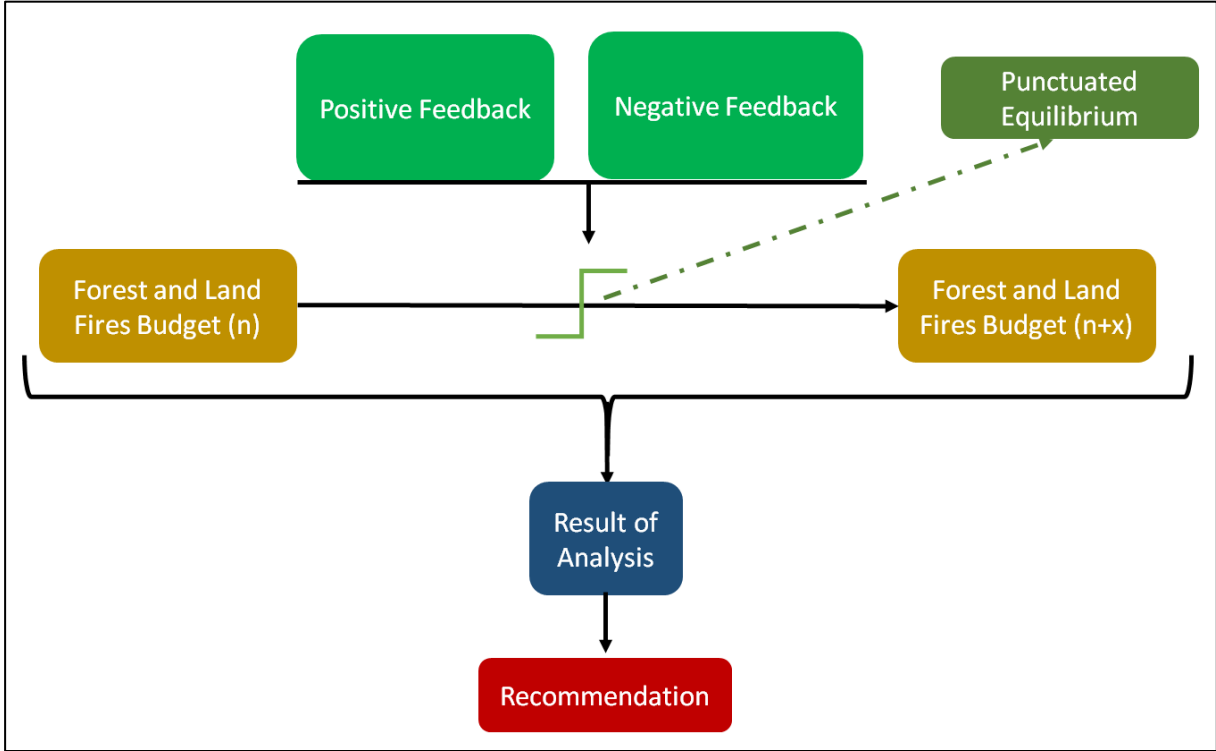 Positive Feedback
Negative Feedback
Punctuated
Equilibrium
Forest and Land
Fires Budget (n)
Forest and Land
Fires Budget (n+x)
Result of
Analysis
Recommendation